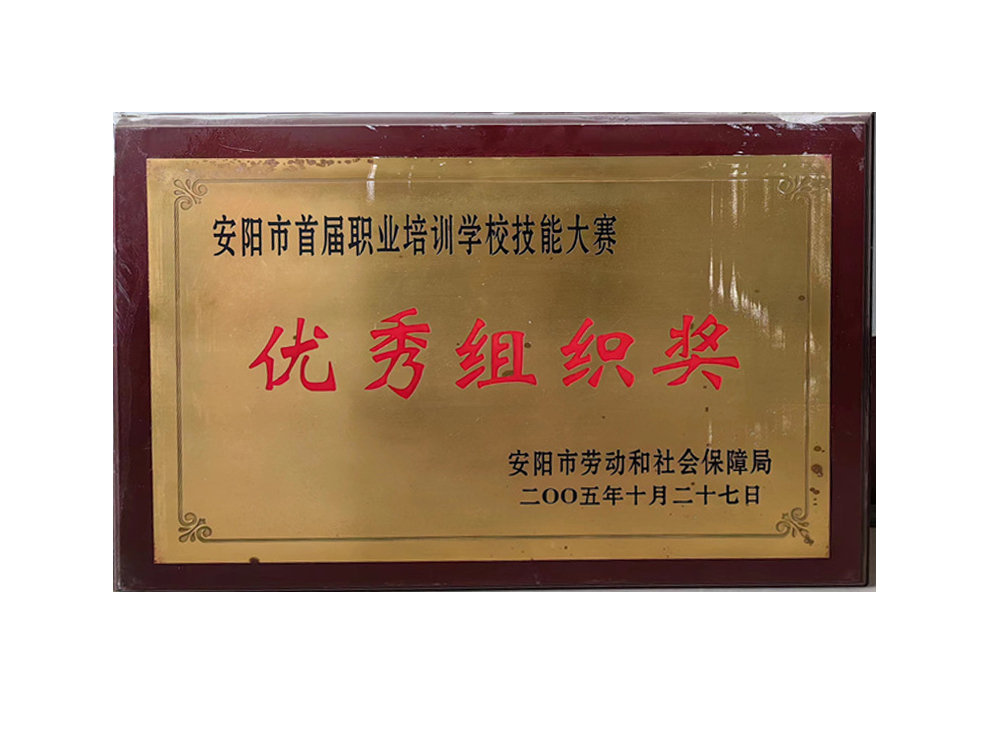 安阳市首届职业培训学校技能大赛
优秀组织奖
安阳市劳动和社会保障局
二OO五年十月二十七日